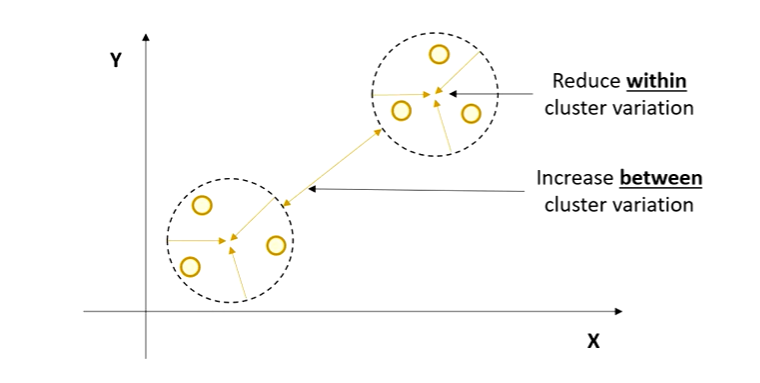 Y
Reduce within
cluster variation
Increase between
cluster variation
X